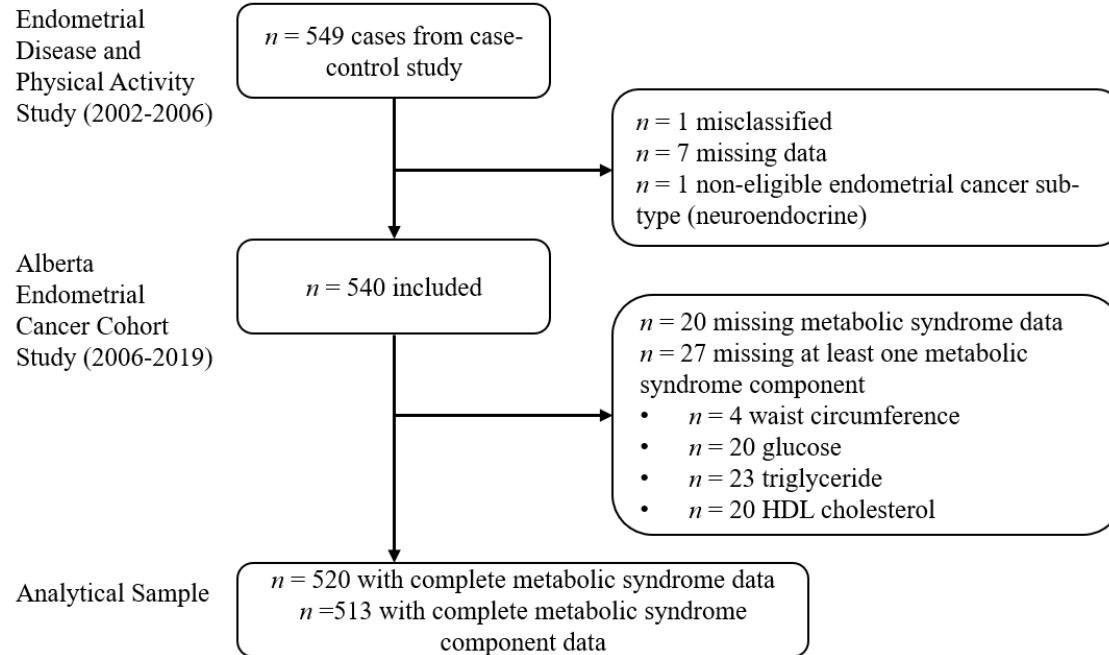 Endometrial
Disease and
Physical Activity
Study (2002-2006)
n = 549 cases from case-
control study
n = 1 misclassified
n = 7 missing data
n = 1 non-eligible endometrial cancer sub-
type (neuroendocrine)
Alberta
Endometrial
Cancer Cohort
Study (2006-2019)
n = 540 included
n = 20 missing metabolic syndrome data
n = 27 missing at least one metabolic
syndrome component
• n = 4 waist circumference
• n = 20 glucose
• n = 23 triglyceride
• n = 20 HDL cholesterol
Analytical Sample
n = 520 with complete metabolic syndrome data
n =513 with complete metabolic syndrome
component data